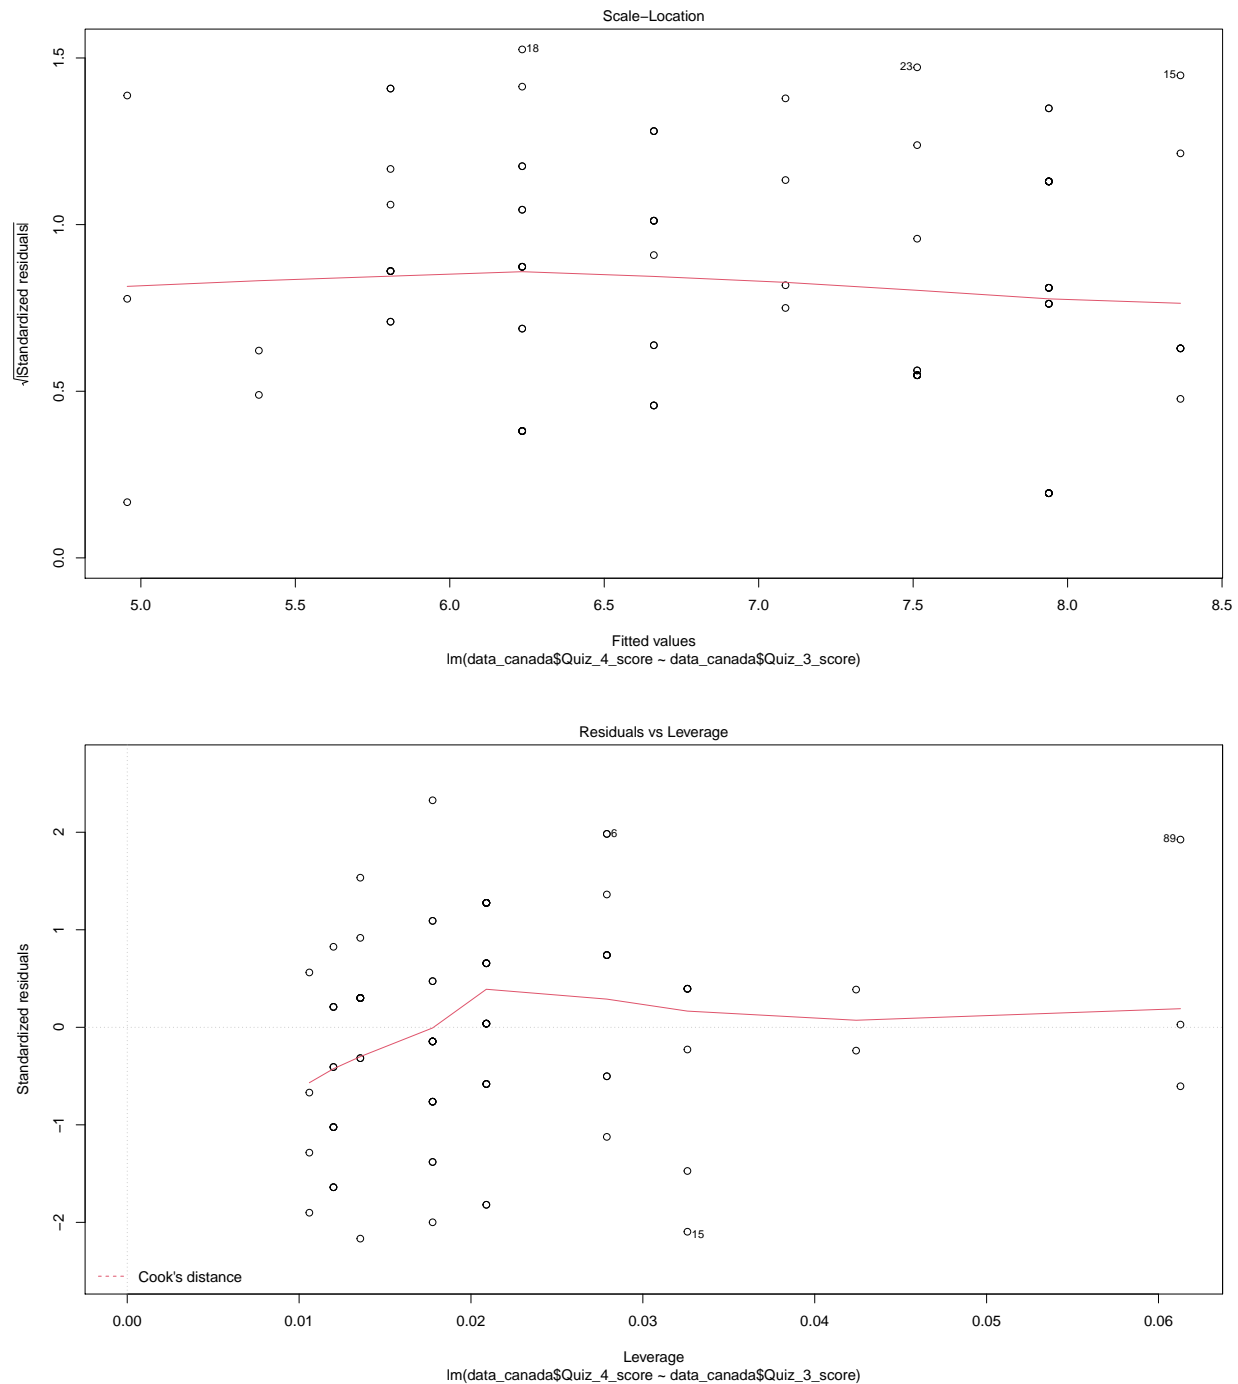 Scale−Location
√|Standardized residuals|
0.0
0.5
1.0
1.5
18
23
15
5.0 5.5 6.0 6.5 7.0 7.5 8.0 8.5
Fitted values
lm(data_canada$Quiz_4_score ~ data_canada$Quiz_3_score)
Residuals vs Leverage
Standardized residuals
−2
−1
0
1
2
6
89
15
Cook's distance
0.00 0.01 0.02 0.03 0.04 0.05 0.06
Leverage
lm(data_canada$Quiz_4_score ~ data_canada$Quiz_3_score)